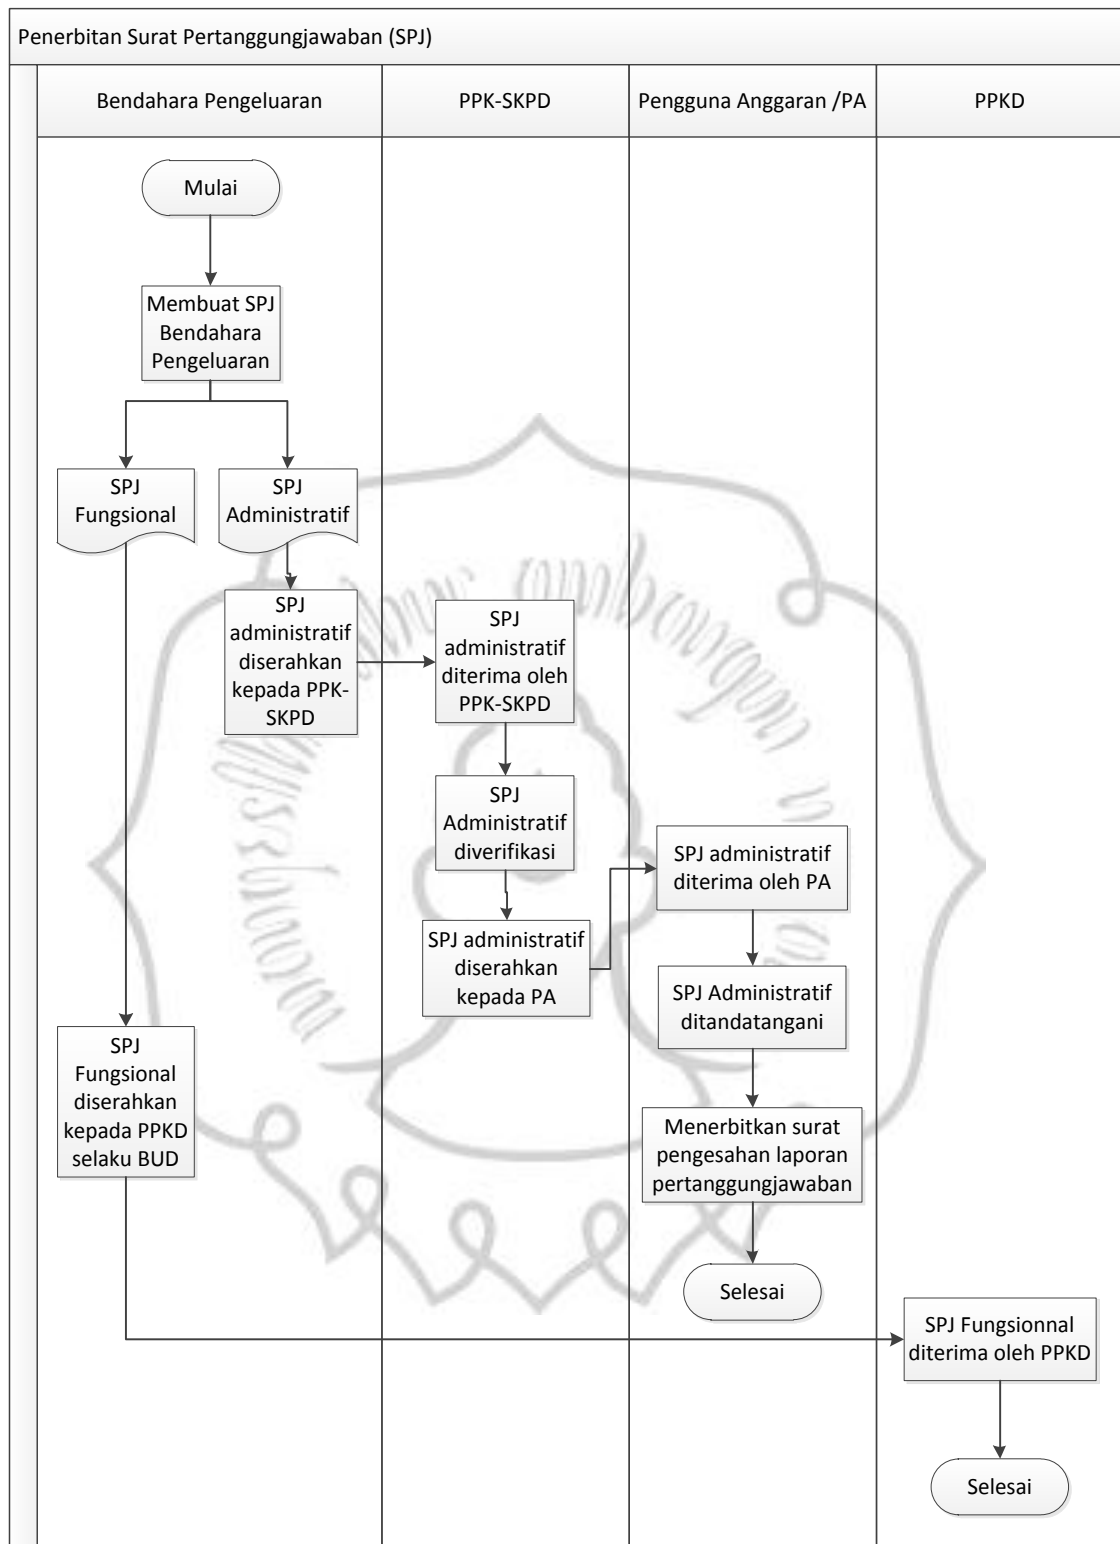 Penerbitan Surat Pertanggungjawaban (SPJ)
Bendahara Pengeluaran
PPK-SKPD
Pengguna Anggaran /PA
PPKD
Mulai
Membuat SPJ
Bendahara
Pengeluaran
SPJ
Fungsional
SPJ
Administratif
SPJ
administratif
diserahkan
kepada PPK-
SKPD
SPJ
administratif
diterima oleh
PPK-SKPD
SPJ
Administratif
diverifikasi
SPJ administratif
diserahkan
kepada PA
SPJ administratif
diterima oleh PA
SPJ Administratif
ditandatangani
Menerbitkan surat
pengesahan laporan
pertanggungjawaban
Selesai
SPJ
Fungsional
diserahkan
kepada PPKD
selaku BUD
SPJ Fungsionnal
diterima oleh PPKD
Selesai